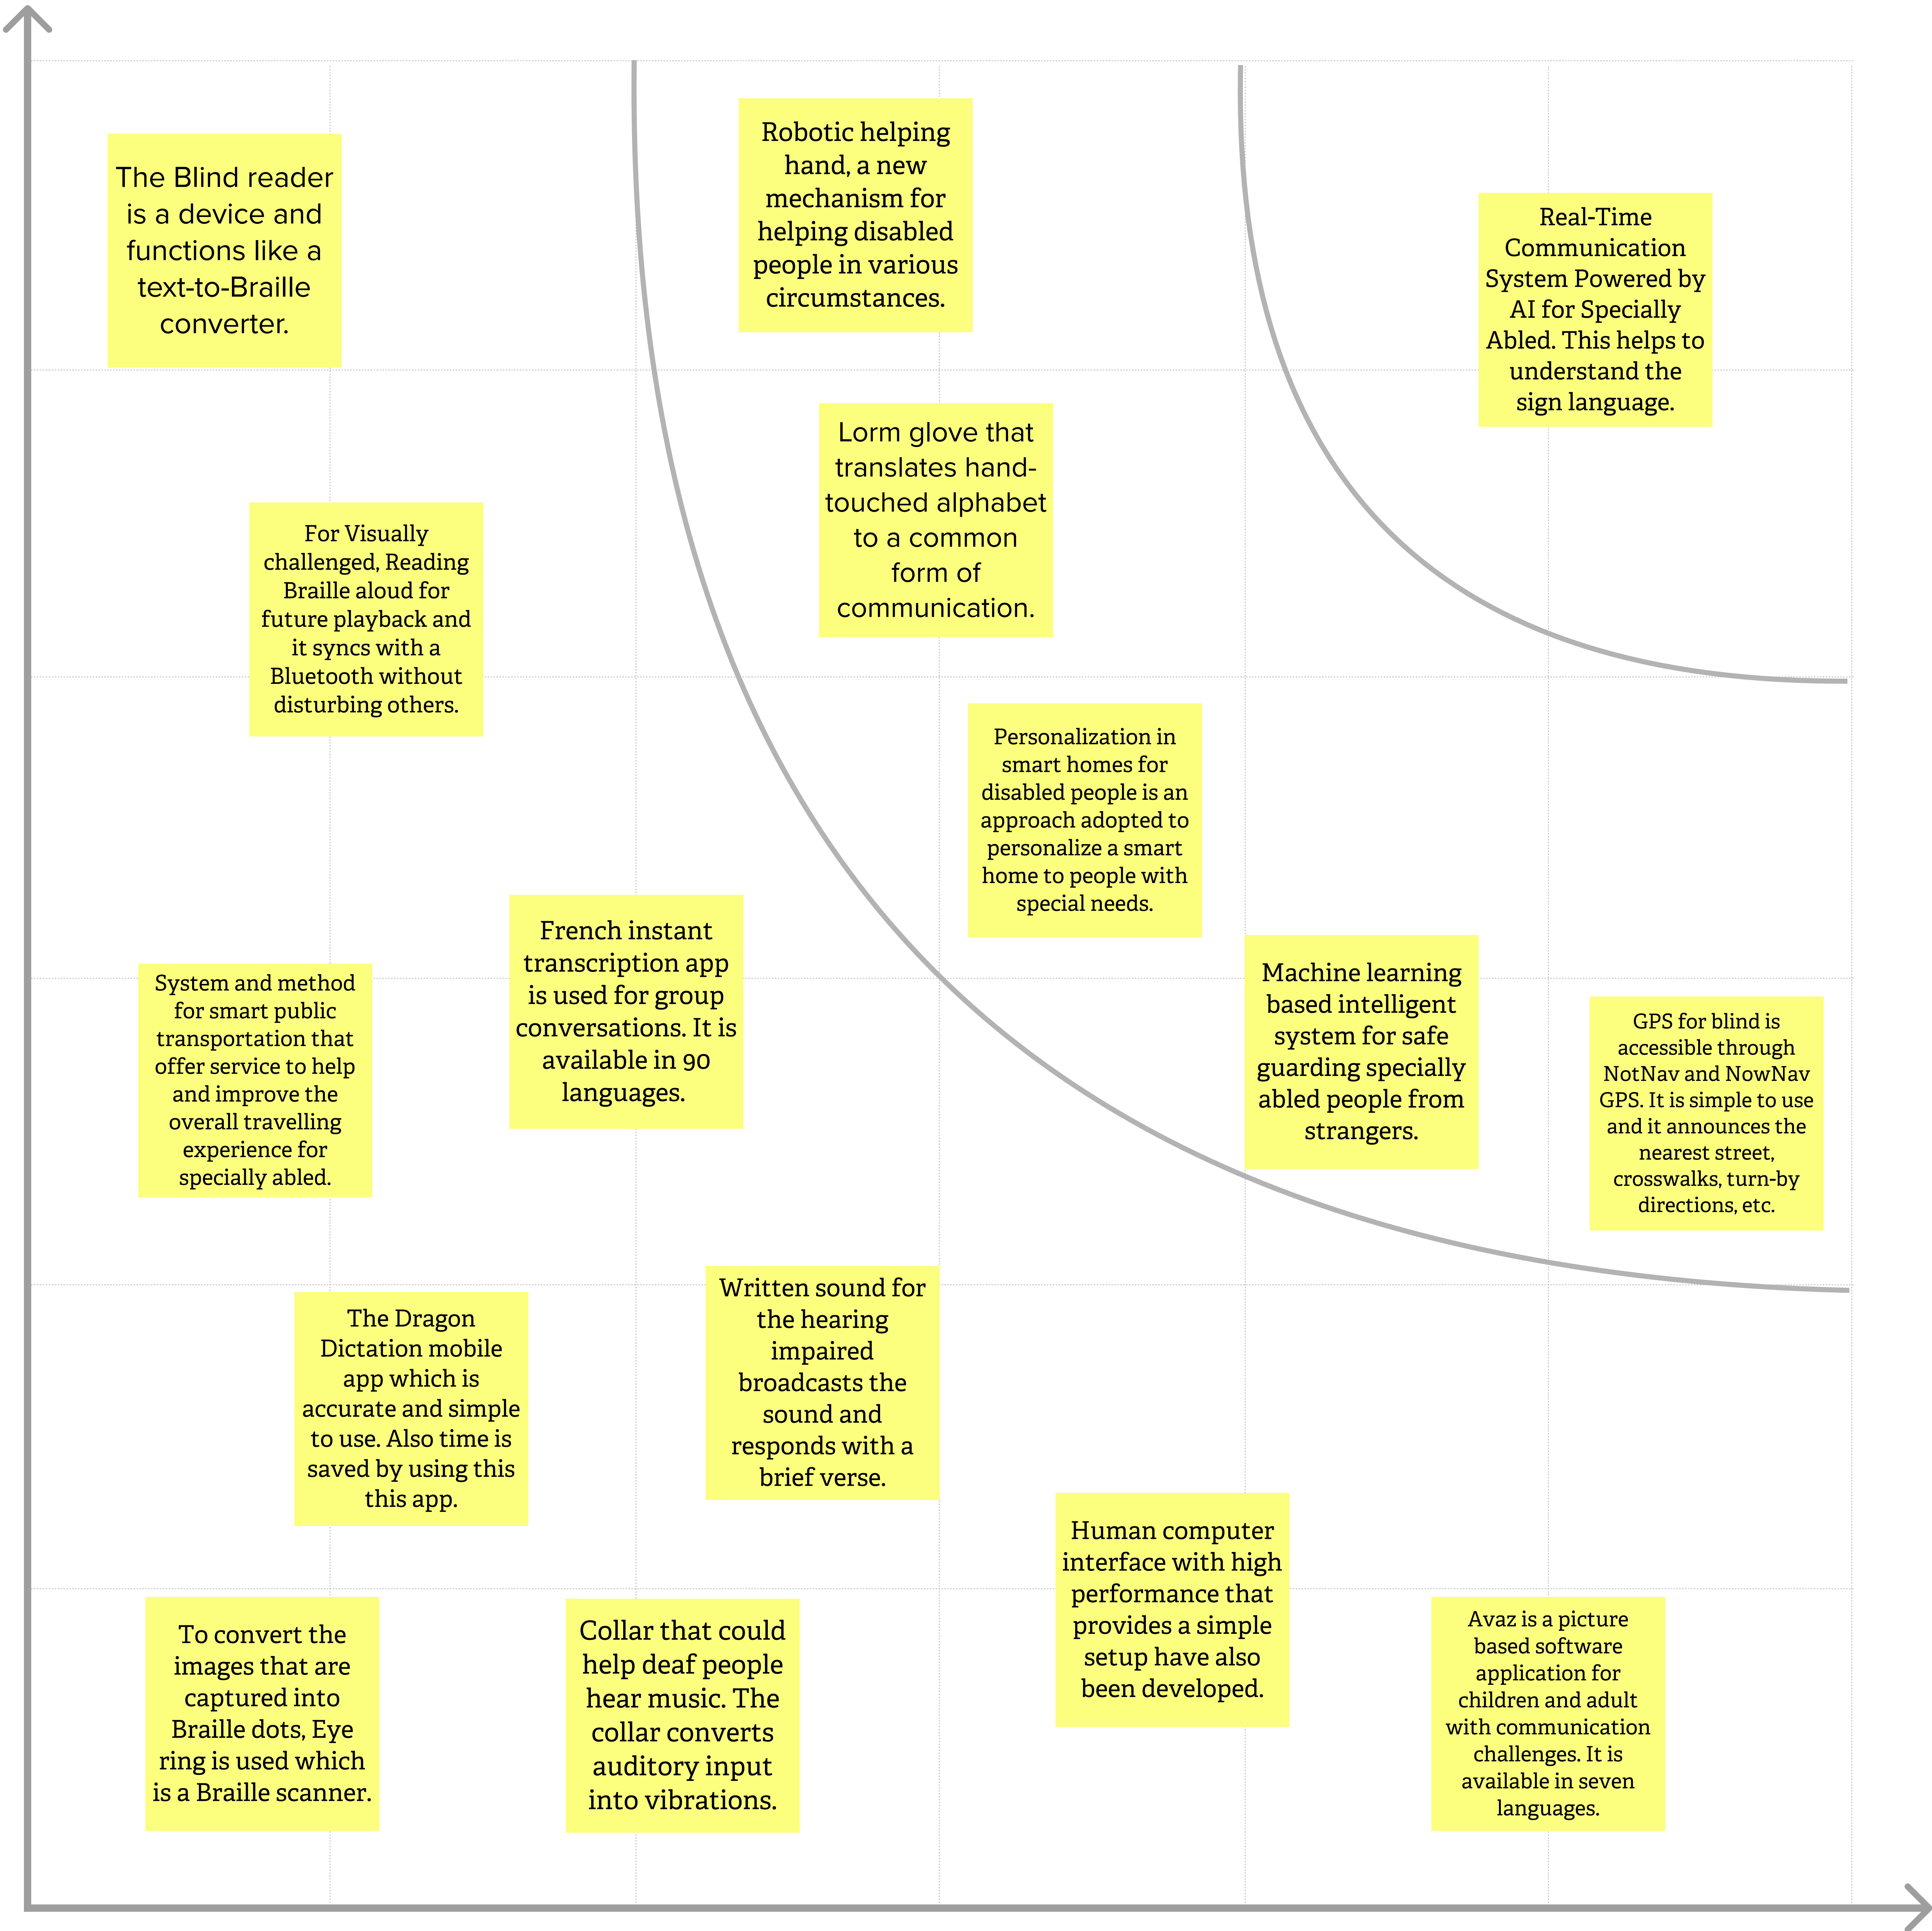 The Blind reader
is a device and
functions like a
text-to-Braille
converter.
Robotic helping
hand, a new
mechanism for
helping disabled
people in various
circumstances.
Real-Time
Communication
System Powered by
AI for Specially
Abled. This helps to
understand the
sign language.
Lorm glove that
translates hand-
touched alphabet
to a common
form of
communication.
For Visually
challenged, Reading
Braille aloud for
future playback and
it syncs with a
Bluetooth without
disturbing others.
Personalization in
smart homes for
disabled people is an
approach adopted to
personalize a smart
home to people with
special needs.
French instant
transcription app
is used for group
conversations. It is
available in 90
languages.
Machine learning
based intelligent
system for safe
guarding specially
abled people from
strangers.
System and method
for smart public
transportation that
offer service to help
and improve the
overall travelling
experience for
specially abled.
GPS for blind is
accessible through
NotNav and NowNav
GPS. It is simple to use
and it announces the
nearest street,
crosswalks, turn-by
directions, etc.
Written sound for
the hearing
impaired
broadcasts the
sound and
responds with a
brief verse.
The Dragon
Dictation mobile
app which is
accurate and simple
to use. Also time is
saved by using this
this app.
Human computer
interface with high
performance that
provides a simple
setup have also
been developed.
To convert the
images that are
captured into
Braille dots, Eye
ring is used which
is a Braille scanner.
Collar that could
help deaf people
hear music. The
collar converts
auditory input
into vibrations.
Avaz is a picture
based software
application for
children and adult
with communication
challenges. It is
available in seven
languages.